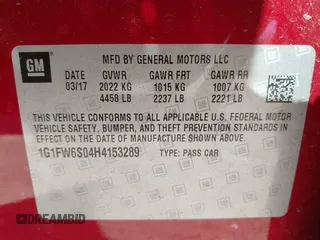 GM
MFD BY GENERAL MOTORS LLC
DATE GVWR GAWR FRT GAWR RR
03/17 2022 KG 1015 KG 1007 KG
4458 LB 2237 LB 2221 LB
THIS VEHICLE CONFORMS TO ALL APPLICABLE U.S. FEDERAL MOTOR
VEHICLE SAFETY, BUMPER, AND THEFT PREVENTION STANDARDS IN
EFFECT ON THE DATE OF MANUFACTURE SHOWN ABOVE.
1G1FW6S04H4153289 TYPE: PASS CAR
DREAMBID